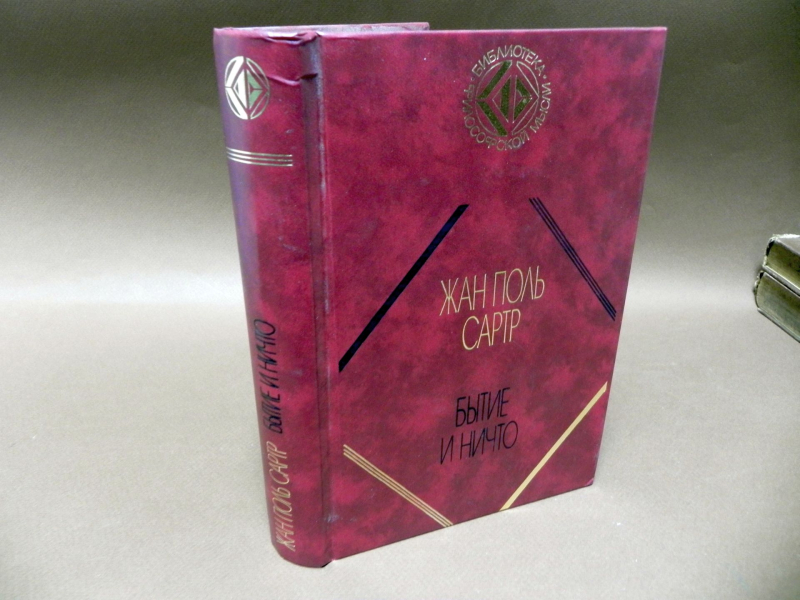 БИБЛИОТЕКА ФИЛОСОФСКОЙ МЫСЛИ
ЖАН ПОЛЬ
САРТР
БЫТИЕ
И НИЧТО
ЖАН ПОЛЬ САРТР БЫТИЕ И НИЧТО